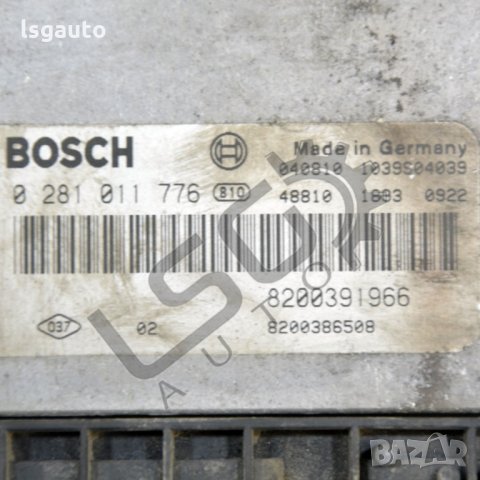 lsgauto
BOSCH
Made in Germany
040810 1039S04039
0 281 011 776 810 48810 1693 0922
8200391966
037 02 8200386508
LSG
AUTO
BAZAR